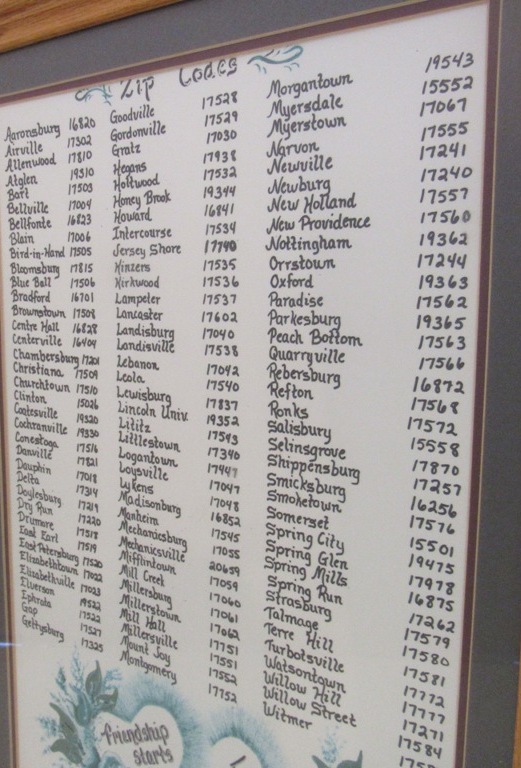 Zip Codes
Aaronsburg 16820
Airville 17302
Allenwood 17810
Atglen 19310
Bart 17503
Bellville 17004
Bellfonte 16823
Blain 17006
Bird-in-Hand 17505
Bloomsburg 17815
Blue Ball 17506
Bradford 16701
Brownstown 17508
Centre Hall 16828
Centerville 16404
Chambersburg 17201
Christiana 17509
Churchtown 17510
Clinton 15026
Coatesville 19320
Cochranville 19330
Conestoga 17516
Danville 17821
Dauphin 17018
Delta 17314
Doylesburg 17219
Dry Run 17220
Drumore 17518
East Earl 17519
East Petersburg 17520
Elizabethtown 17022
Elizabethville 17023
Elverson 19522
Ephrata 17522
Gap 17527
Gettysburg 17325
Goodville 17528
Gordonville 17529
Gratz 17030
Hegans 17938
Holtwood 17532
Honey Brook 19344
Howard 16841
Intercourse 17534
Jersey Shore 17740
Kinzers 17535
Kirkwood 17536
Lampeter 17537
Lancaster 17602
Landisburg 17040
Landisville 17538
Lebanon 17042
Leola 17540
Lewisburg 17837
Lincoln Univ. 19352
Lititz 17543
Littlestown 17340
Logantown 17747
Loysville 17047
Lykens 17048
Madisonburg 16852
Manheim 17545
Mechanicsburg 17055
Mechanicsville 20659
Mifflintown 17059
Mill Creek 17060
Millersburg 17061
Millerstown 17062
Mill Hall 17751
Millersville 17551
Mount Joy 17552
Montgomery 17752
Morgantown 19543
Myersdale 15552
Myerstown 17067
Narvon 17555
Newville 17241
Newburg 17240
New Holland 17557
New Providence 17560
Nottingham 19362
Orrstown 17244
Oxford 19363
Paradise 17562
Parkesburg 19365
Peach Bottom 17563
Quarryville 17566
Rebersburg 16872
Refton 17568
Ronks 17572
Salisbury 15558
Selinsgrove 17870
Shippensburg 17257
Smicksburg 16256
Smoketown 17576
Somerset 15501
Spring City 19475
Spring Glen 17978
Spring Mills 16875
Spring Run 17262
Strasburg 17579
Talmage 17580
Terre Hill 17581
Turbotsville 17772
Watsontown 17777
Willow Hill 17271
Willow Street 17584
Witmer
friendship
starts